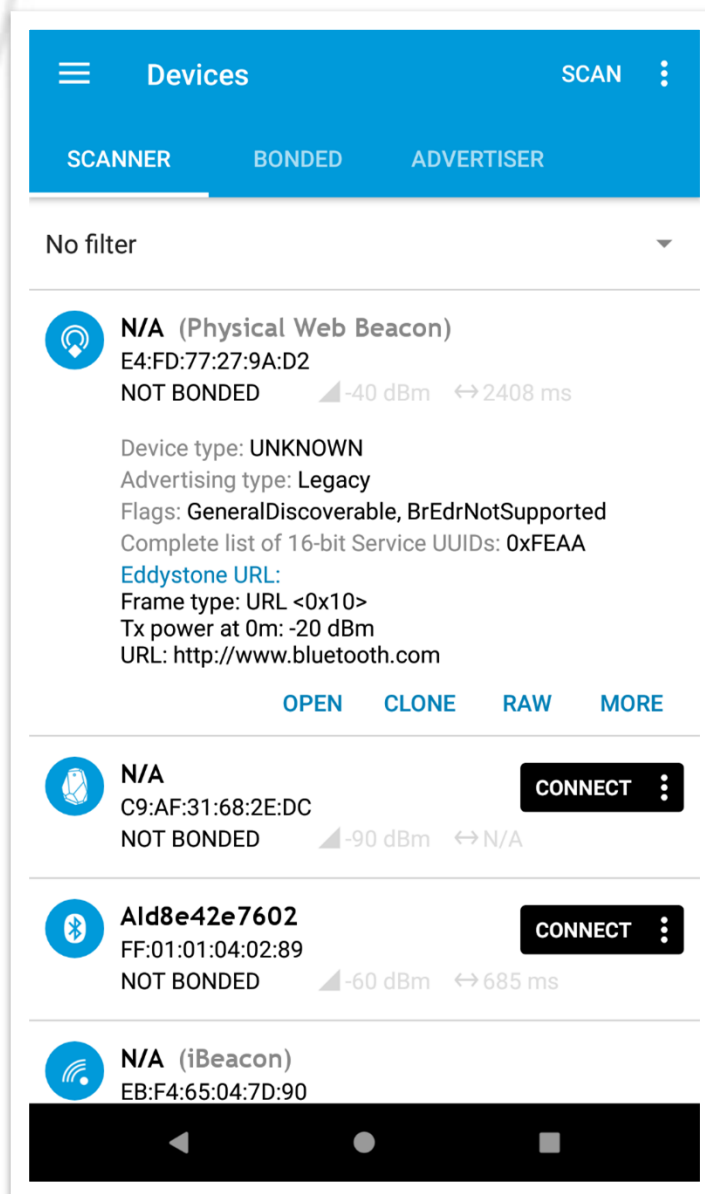 Devices SCAN
SCANNER BONDED ADVERTISER
No filter
N/A (Physical Web Beacon)
E4:FD:77:27:9A:D2
NOT BONDED -40 dBm 2408 ms
Device type: UNKNOWN
Advertising type: Legacy
Flags: GeneralDiscoverable, BrEdrNotSupported
Complete list of 16-bit Service UUIDs: 0xFEAA
Eddystone URL:
Frame type: URL <0x10>
Tx power at 0m: -20 dBm
URL: http://www.bluetooth.com
OPEN CLONE RAW MORE
N/A
CONNECT
C9:AF:31:68:2E:DC
NOT BONDED -90 dBm N/A
Ald8e42e7602
CONNECT
FF:01:01:04:02:89
NOT BONDED -60 dBm 685 ms
N/A (iBeacon)
EB:F4:65:04:7D:90